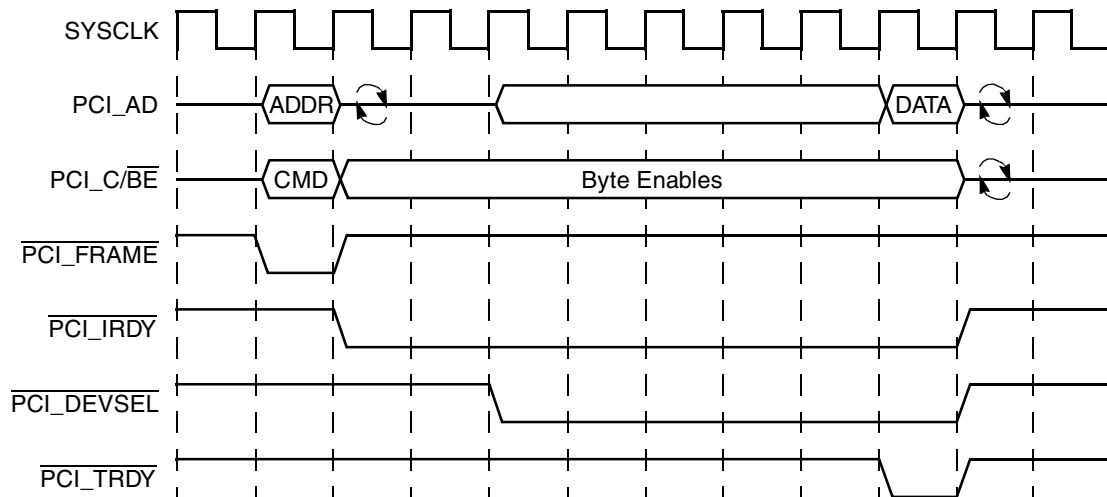 SYSCLK
PCI_AD ADDR DATA
PCI_C/BE CMD Byte Enables
PCI_FRAME
PCI_IRDY
PCI_DEVSEL
PCI_TRDY